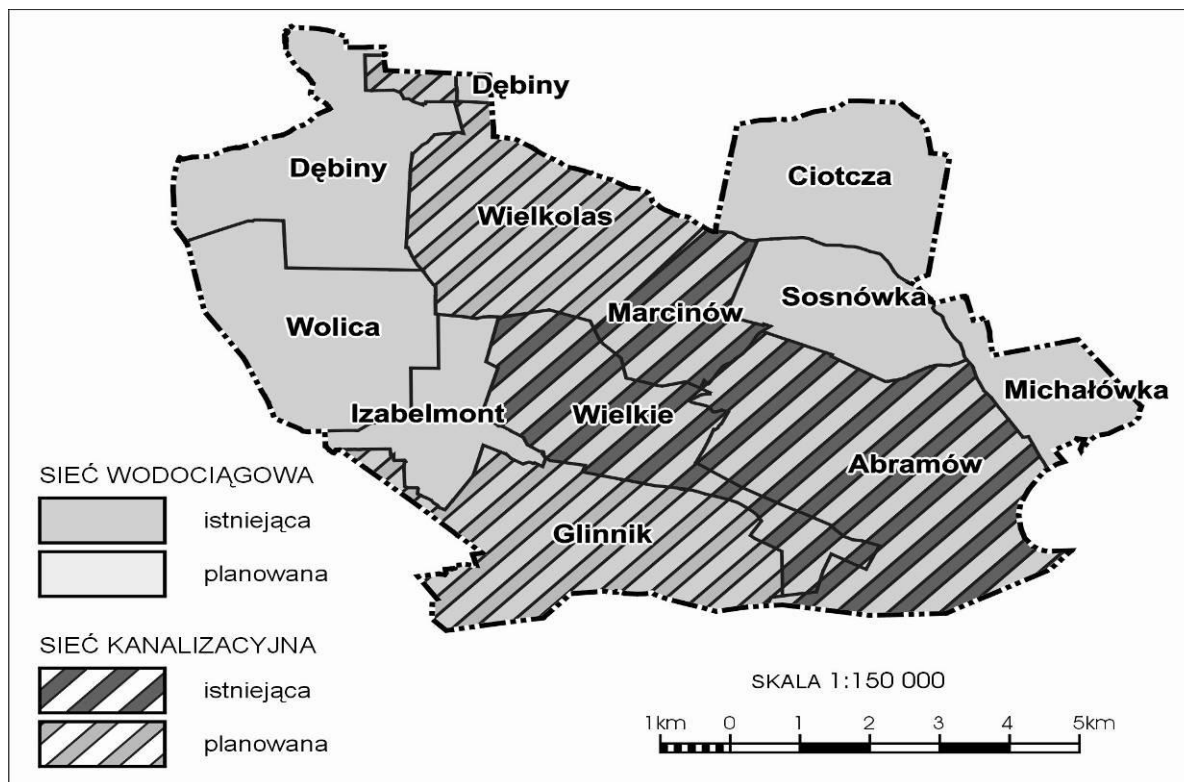 Dębiny
Dębiny
Ciotcza
Wielkolas
Sosnówka
Marcinów
Wolica
Michałówka
Izabelmont
Wielkie
Abramów
Glinnik
SIEĆ WODOCIĄGOWA
istniejąca
planowana
SIEĆ KANALIZACYJNA
istniejąca
planowana
SKALA 1:150 000
1km 0 1 2 3 4 5km